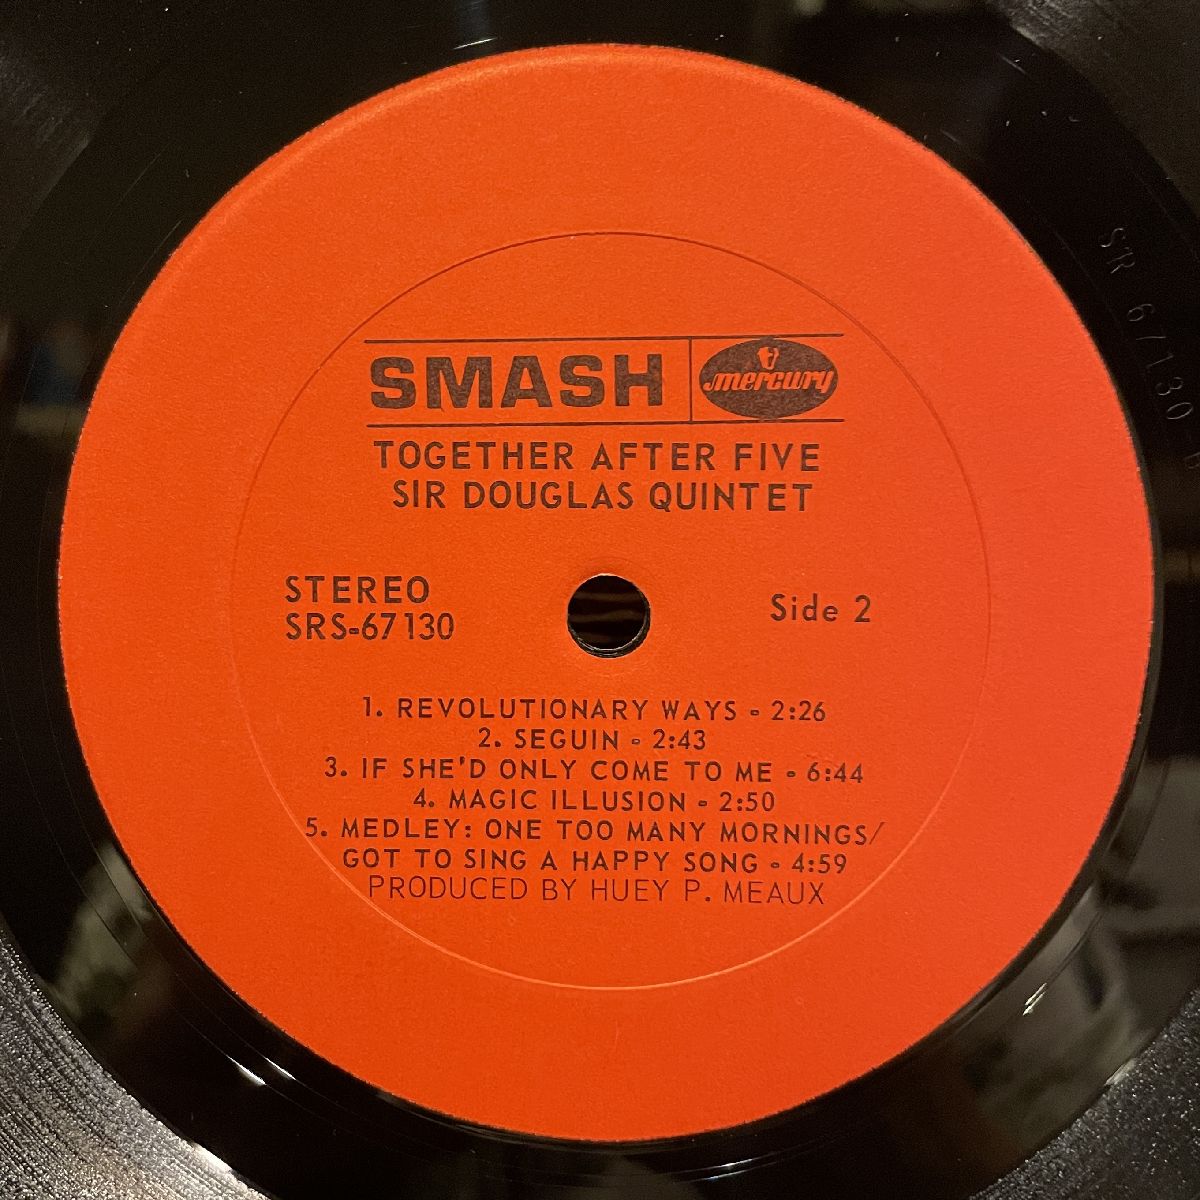 SMASH mercury
TOGETHER AFTER FIVE
SIR DOUGLAS QUINTET
STEREO
SRS-67130
Side 2
1. REVOLUTIONARY WAYS - 2:26
2. SEGUIN - 2:43
3. IF SHE'D ONLY COME TO ME - 6:44
4. MAGIC ILLUSION - 2:50
5. MEDLEY: ONE TOO MANY MORNINGS/
GOT TO SING A HAPPY SONG - 4:59
PRODUCED BY HUEY P. MEAUX
SR 67130